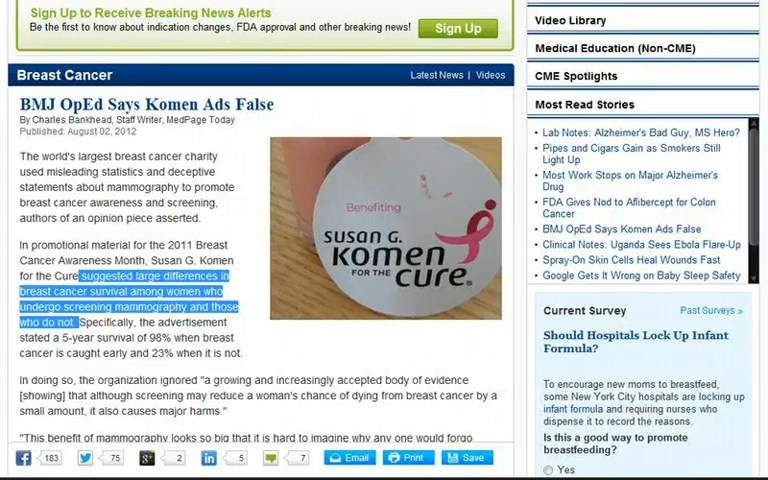 Sign Up to Receive Breaking News Alerts
Be the first to know about indication changes, FDA approval and other breaking news!
Sign Up
Breast Cancer
Latest News | Videos
BMJ OpEd Says Komen Ads False
By Charles Bankhead, Staff Writer, MedPage Today
Published: August 02, 2012
The world's largest breast cancer charity
used misleading statistics and deceptive
statements about mammography to promote
breast cancer awareness and screening,
authors of an opinion piece asserted.
In promotional material for the 2011 Breast
Cancer Awareness Month, Susan G. Komen
for the Cure suggested large differences in
breast cancer survival among women who
undergo screening mammography and those
who do not. Specifically, the advertisement
stated a 5-year survival of 98% when breast
cancer is caught early and 23% when it is not.
Benefiting
SUSAN G.
Komen
FOR THE
cure®
In doing so, the organization ignored "a growing and increasingly accepted body of evidence
[showing] that although screening may reduce a woman's chance of dying from breast cancer by a
small amount, it also causes major harms."
"This benefit of mammography looks so big that it is hard to imagine why any one would forgo
183
75
2
5
7
Email
Print
Save
Video Library
Medical Education (Non-CME)
CME Spotlights
Most Read Stories
Lab Notes: Alzheimer's Bad Guy, MS Hero?
Pipes and Cigars Gain as Smokers Still
Light Up
Most Work Stops on Major Alzheimer's
Drug
FDA Gives Nod to Aflibercept for Colon
Cancer
BMJ OpEd Says Komen Ads False
Clinical Notes: Uganda Sees Ebola Flare-Up
Spray-On Skin Cells Heal Wounds Fast
Google Gets It Wrong on Baby Sleep Safety
Current Survey
Past Surveys »
Should Hospitals Lock Up Infant
Formula?
To encourage new moms to breastfeed,
some New York City hospitals are locking up
infant formula and requiring nurses who
dispense it to record the reasons.
Is this a good way to promote
breastfeeding?
Yes